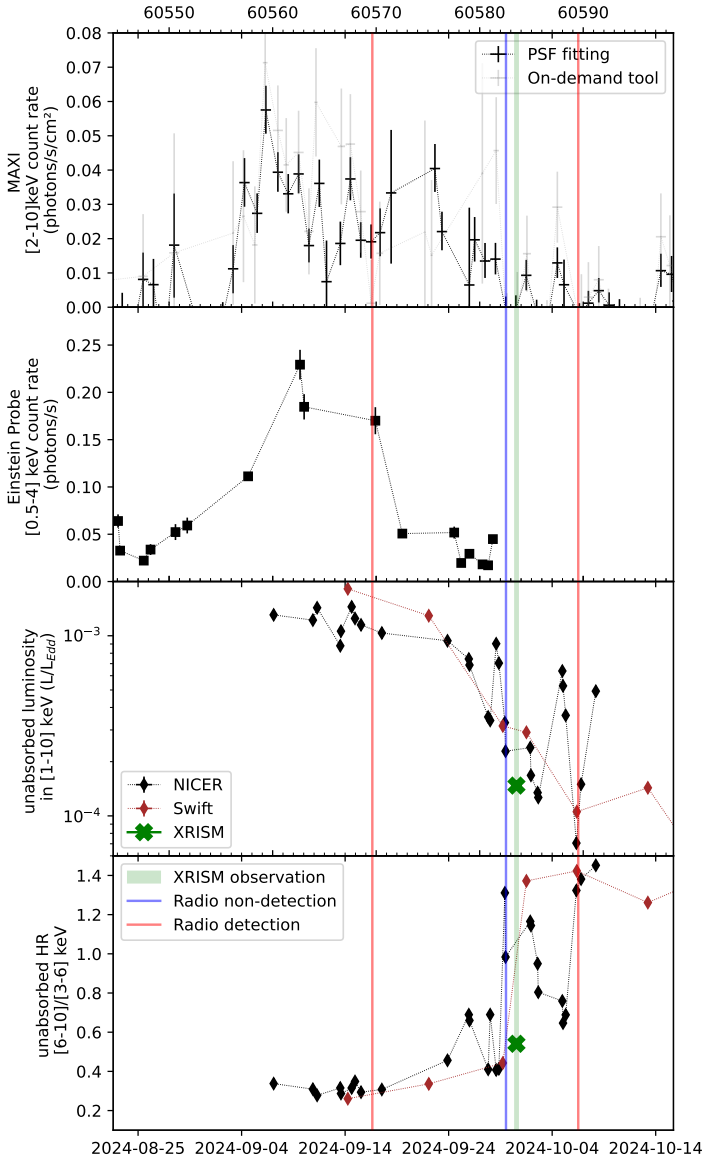 60550 60560 60570 60580 60590
0.08
0.07
0.06
0.05
0.04
0.03
0.02
0.01
0.00
MAXI
[2-10]keV count rate
(photons/s/cm²)
PSF fitting
On-demand tool
0.25
0.20
0.15
0.10
0.05
0.00
Einstein Probe
[0.5-4] keV count rate
(photons/s)
10⁻³
10⁻⁴
unabsorbed luminosity
in [1-10] keV (L/L_Edd)
NICER
Swift
XRISM
1.4
1.2
1.0
0.8
0.6
0.4
0.2
unabsorbed HR
[6-10]/[3-6] keV
XRISM observation
Radio non-detection
Radio detection
2024-08-25 2024-09-04 2024-09-14 2024-09-24 2024-10-04 2024-10-14